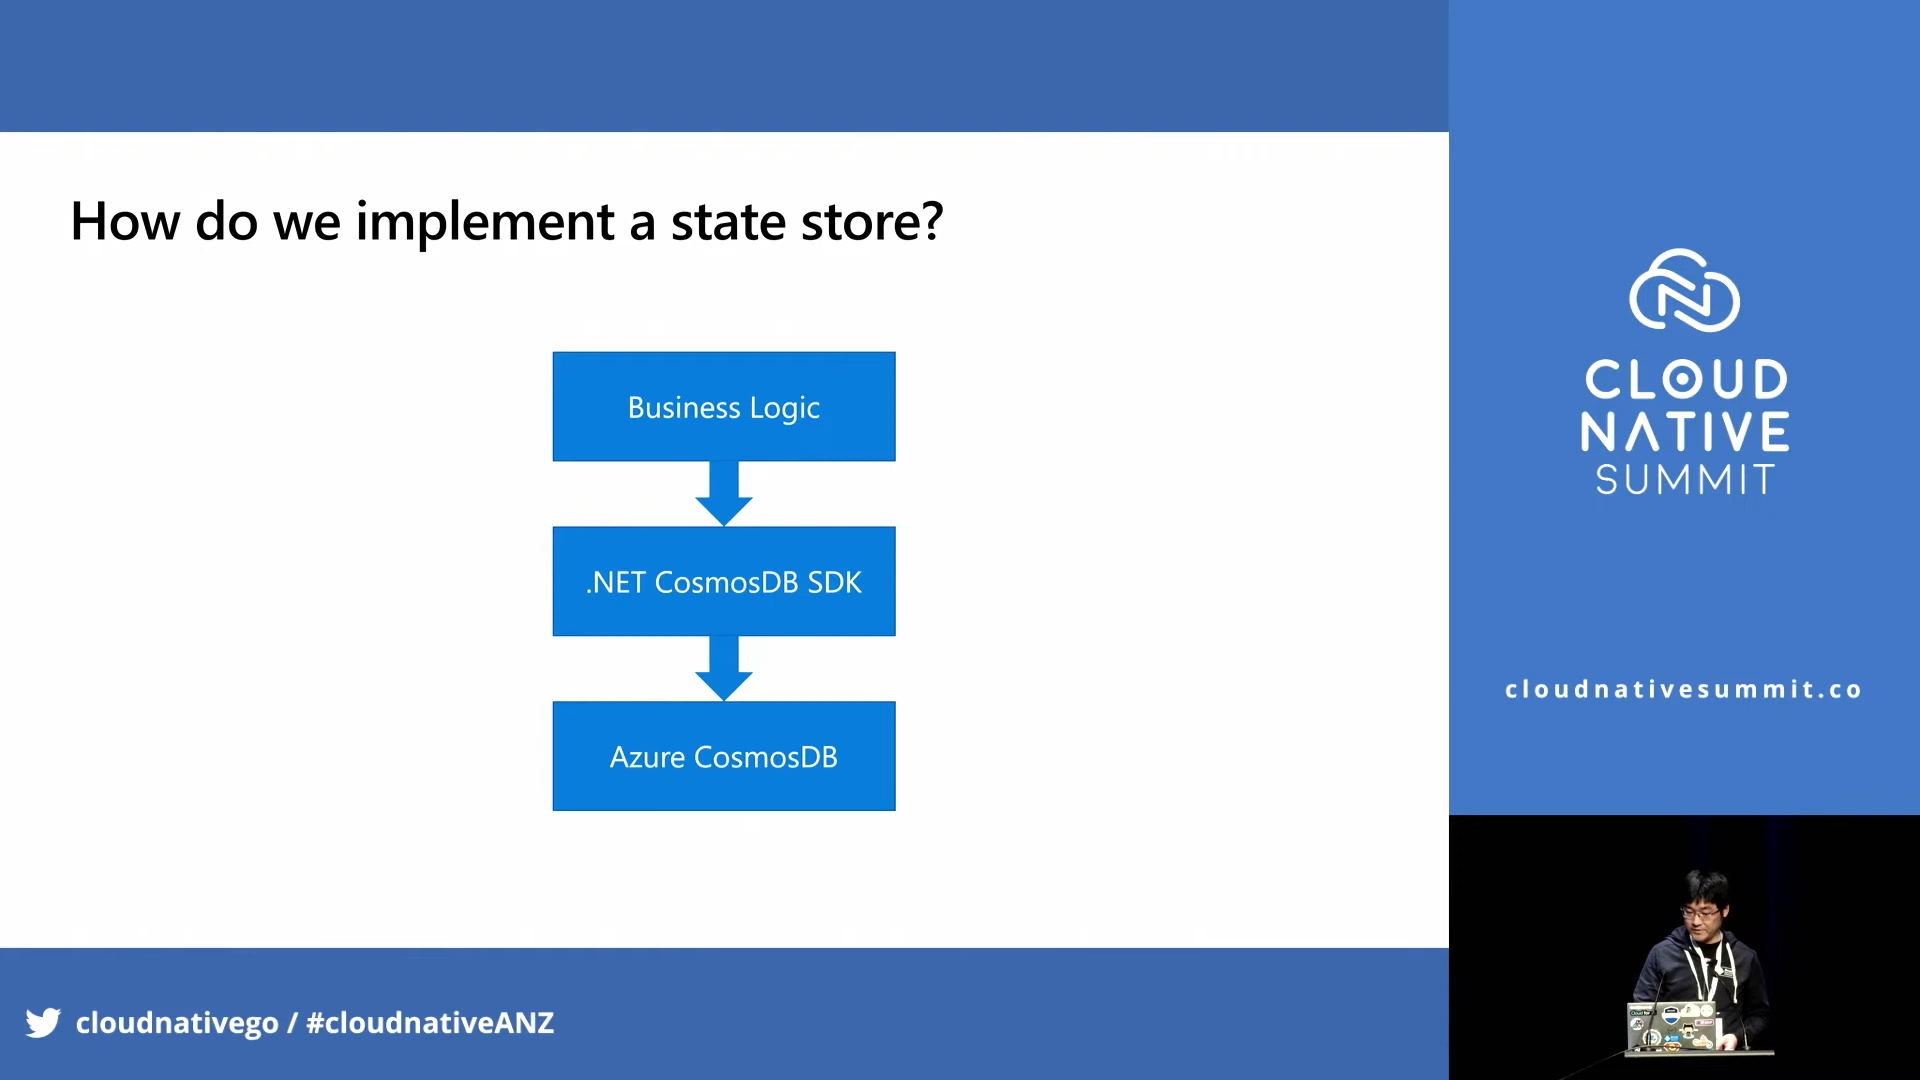 How do we implement a state store?
Business Logic
.NET CosmosDB SDK
Azure CosmosDB
CLOUD
NATIVE
SUMMIT
cloudnativesummit.co
cloudnativego / #cloudnativeANZ